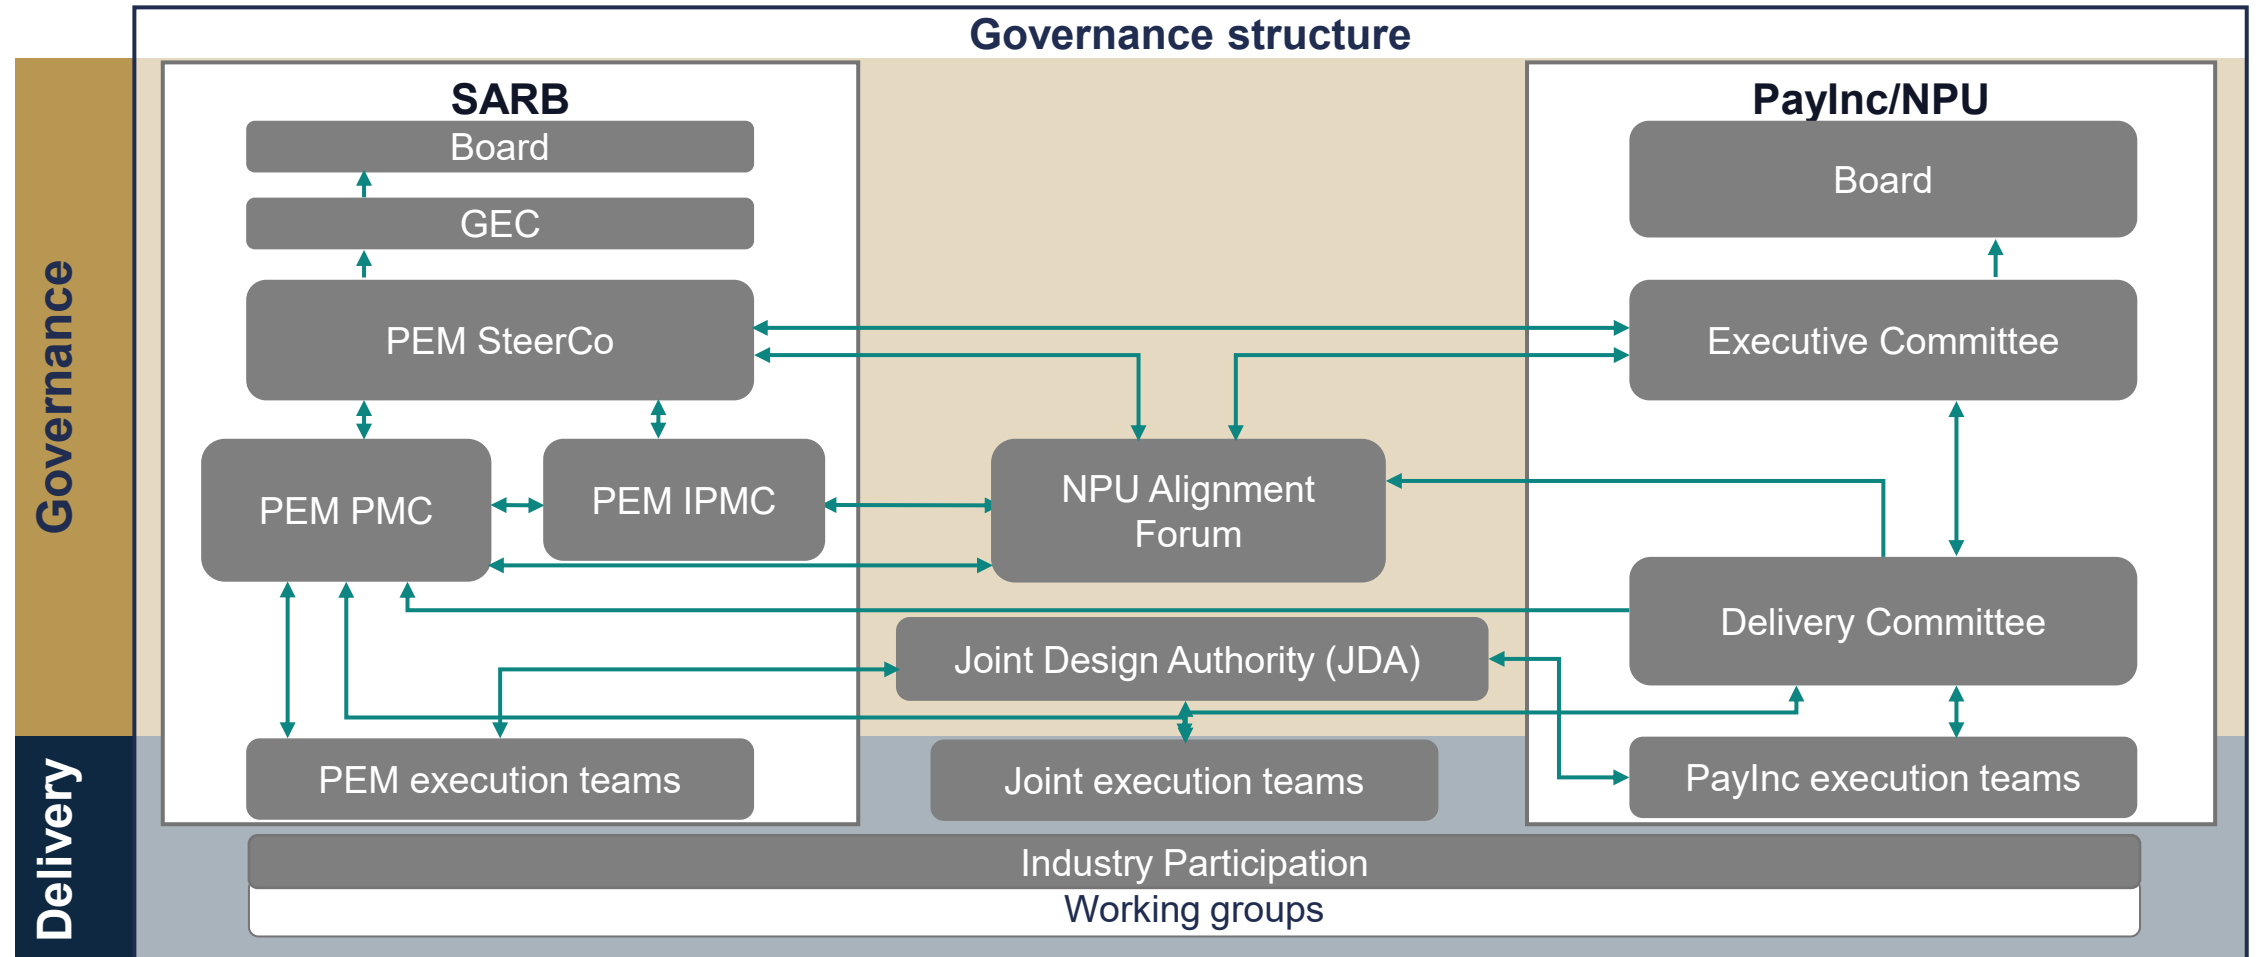 Governance structure
Governance
Delivery
SARB
Board
GEC
PEM SteerCo
PEM PMC
PEM IPMC
PEM execution teams
NPU Alignment
Forum
Joint Design Authority (JDA)
Joint execution teams
PayInc/NPU
Board
Executive Committee
Delivery Committee
PayInc execution teams
Industry Participation
Working groups